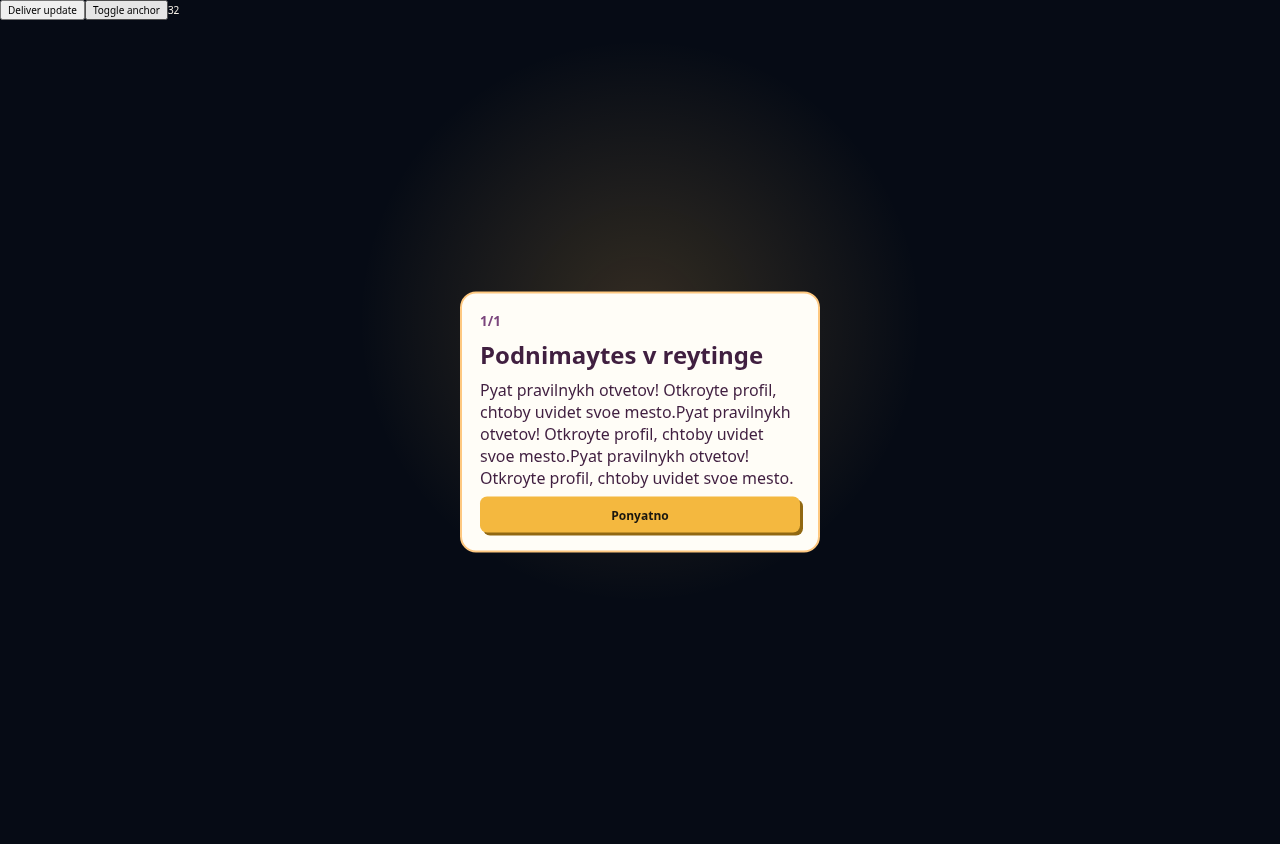 Deliver update Toggle anchor 32
1/1
Podnimaytes v reytinge
Pyat pravilnykh otvetov! Otkroyte profil,
chtoby uvidet svoe mesto.Pyat pravilnykh
otvetov! Otkroyte profil, chtoby uvidet
svoe mesto.Pyat pravilnykh otvetov!
Otkroyte profil, chtoby uvidet svoe mesto.
Ponyatno